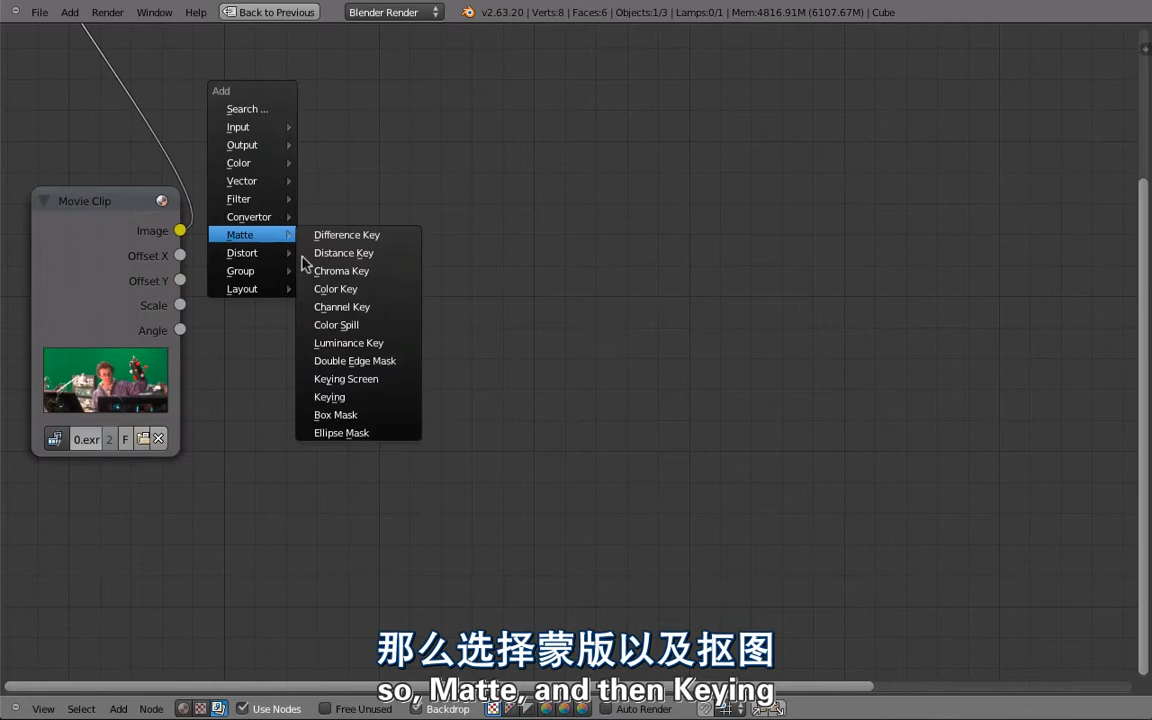 File Add Render Window Help Back to Previous Blender Render v2.63.20 | Verts:8 | Faces:6 | Objects:1/3 | Lamps:0/1 | Mem:4816.91M (6107.67M) | Cube
Add
Search ...
Input
Output
Color
Vector
Filter
Convertor
Matte
Distort
Group
Layout
Difference Key
Distance Key
Chroma Key
Color Key
Channel Key
Color Spill
Luminance Key
Double Edge Mask
Keying Screen
Keying
Box Mask
Ellipse Mask
Movie Clip
Image
Offset X
Offset Y
Scale
Angle
0.exr 2 F
那么选择蒙版以及抠图
so, Matte, and then Keying
View Select Add Node Use Nodes Free Unused Backdrop Auto Render